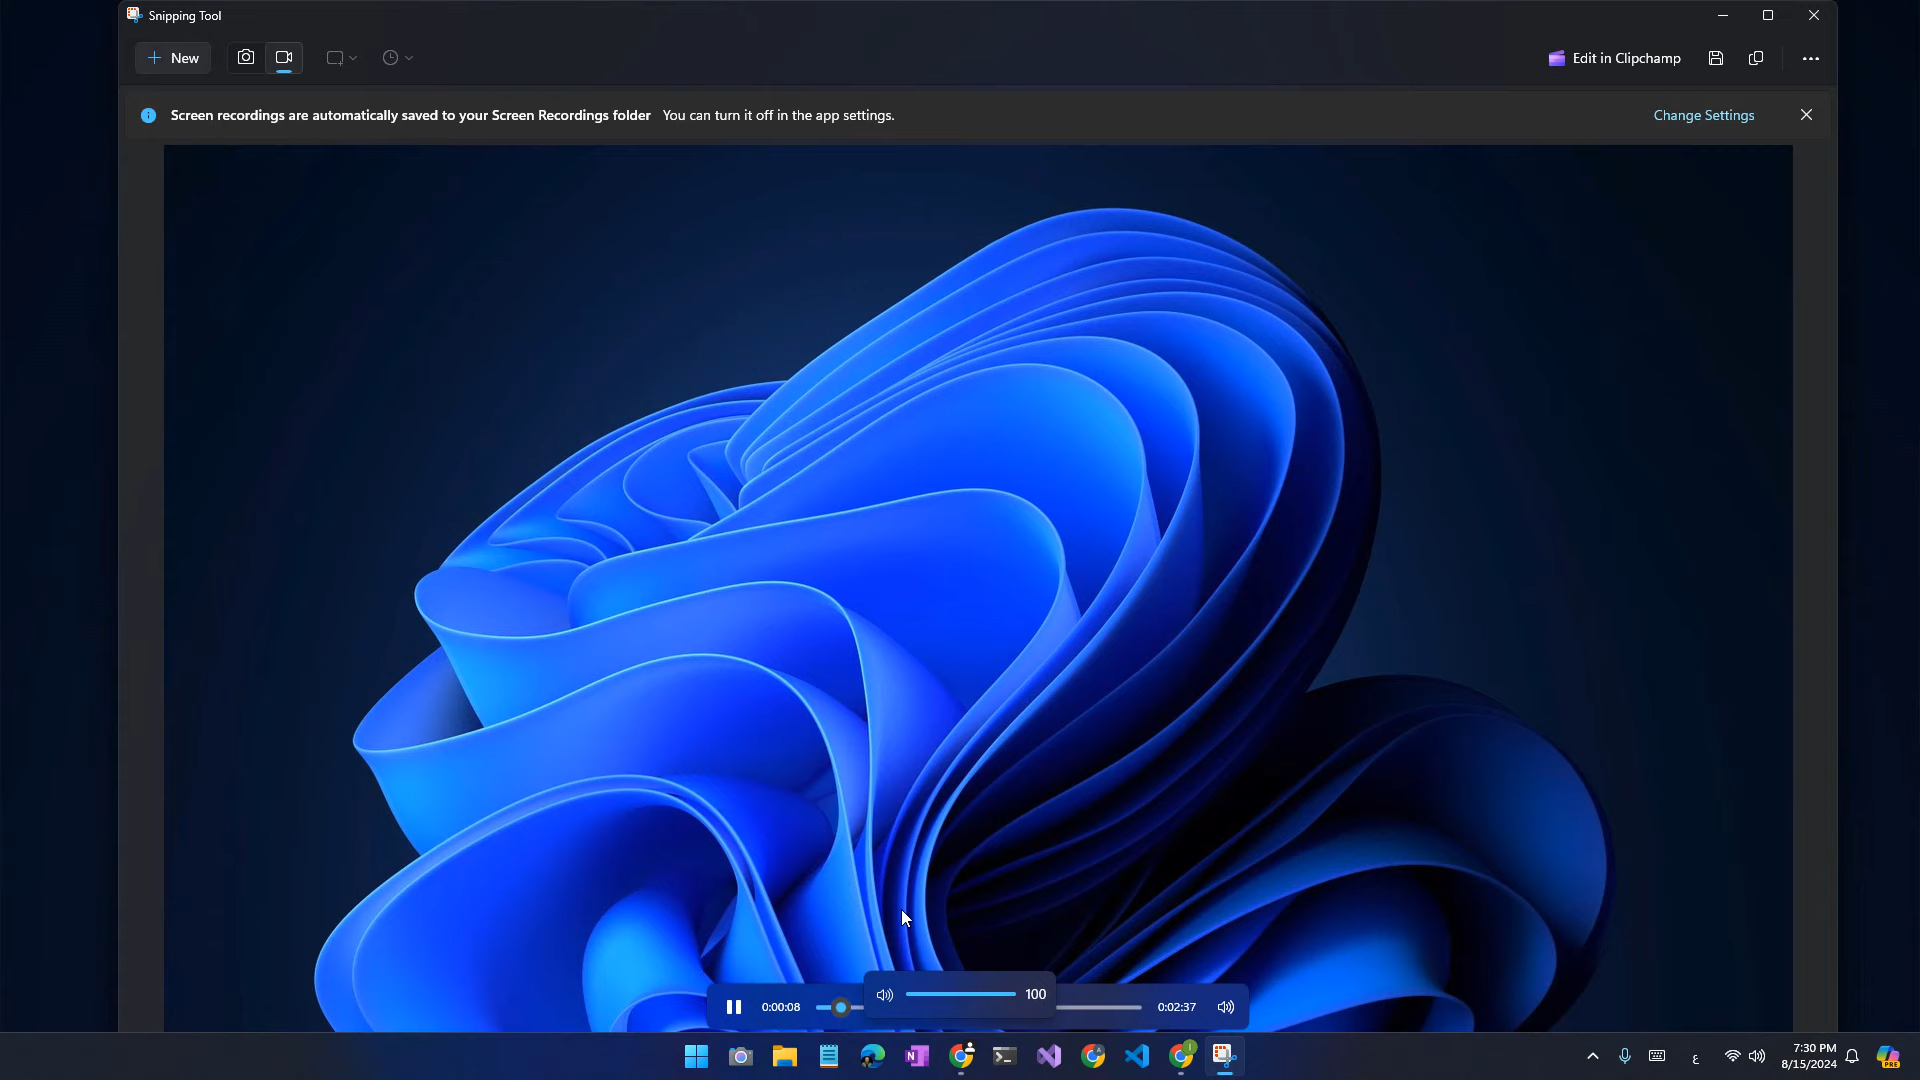 Snipping Tool
New
Edit in Clipchamp
Screen recordings are automatically saved to your Screen Recordings folder You can turn it off in the app settings.
Change Settings
0:00:08
100
0:02:37
ع
7:30 PM
8/15/2024
PRE